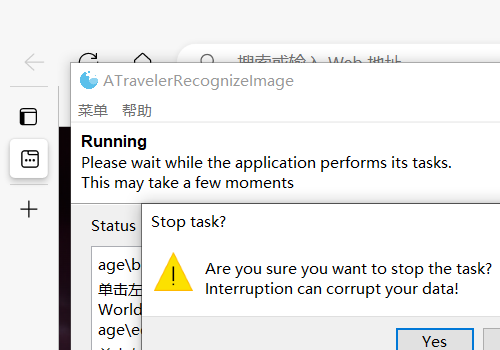 搜索或输入 Web 地址
ATravelerRecognizeImage
菜单 帮助
Running
Please wait while the application performs its tasks.
This may take a few moments
Status
Stop task?
age\b
Are you sure you want to stop the task?
单击左
Interruption can corrupt your data!
World
age\e
Yes